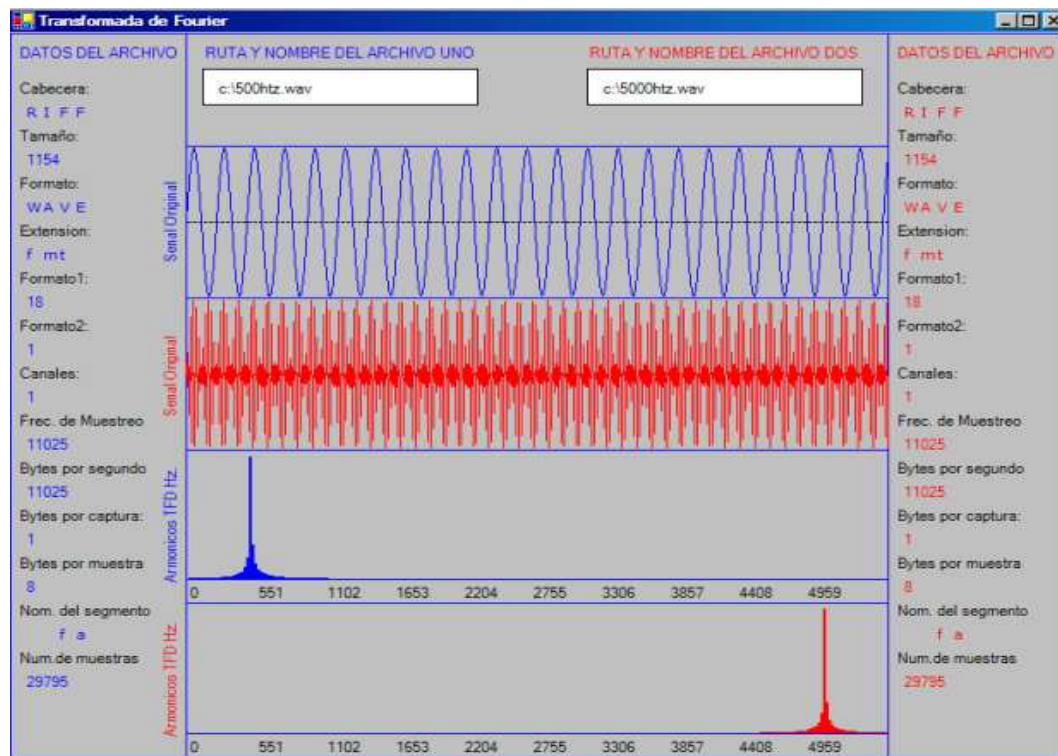 Transformada de Fourier
DATOS DEL ARCHIVO
Cabecera:
R I F F
Tamaño:
1154
Formato:
W A V E
Extension:
f mt
Formato1:
18
Formato2:
1
Canales:
1
Frec. de Muestreo
11025
Bytes por segundo
11025
Bytes por captura:
1
Bytes por muestra
8
Nom. del segmento
f a
Num.de muestras
29795
RUTA Y NOMBRE DEL ARCHIVO UNO
c:\500htz.wav
RUTA Y NOMBRE DEL ARCHIVO DOS
c:\5000htz.wav
Senal Original
Senal Original
Armonicos TFD Hz.
0 551 1102 1653 2204 2755 3306 3857 4408 4959
Armonicos TFD Hz.
0 551 1102 1653 2204 2755 3306 3857 4408 4959
DATOS DEL ARCHIVO
Cabecera:
R I F F
Tamaño:
1154
Formato:
W A V E
Extension:
f mt
Formato1:
18
Formato2:
1
Canales:
1
Frec. de Muestreo
11025
Bytes por segundo
11025
Bytes por captura:
1
Bytes por muestra
8
Nom. del segmento
f a
Num.de muestras
29795